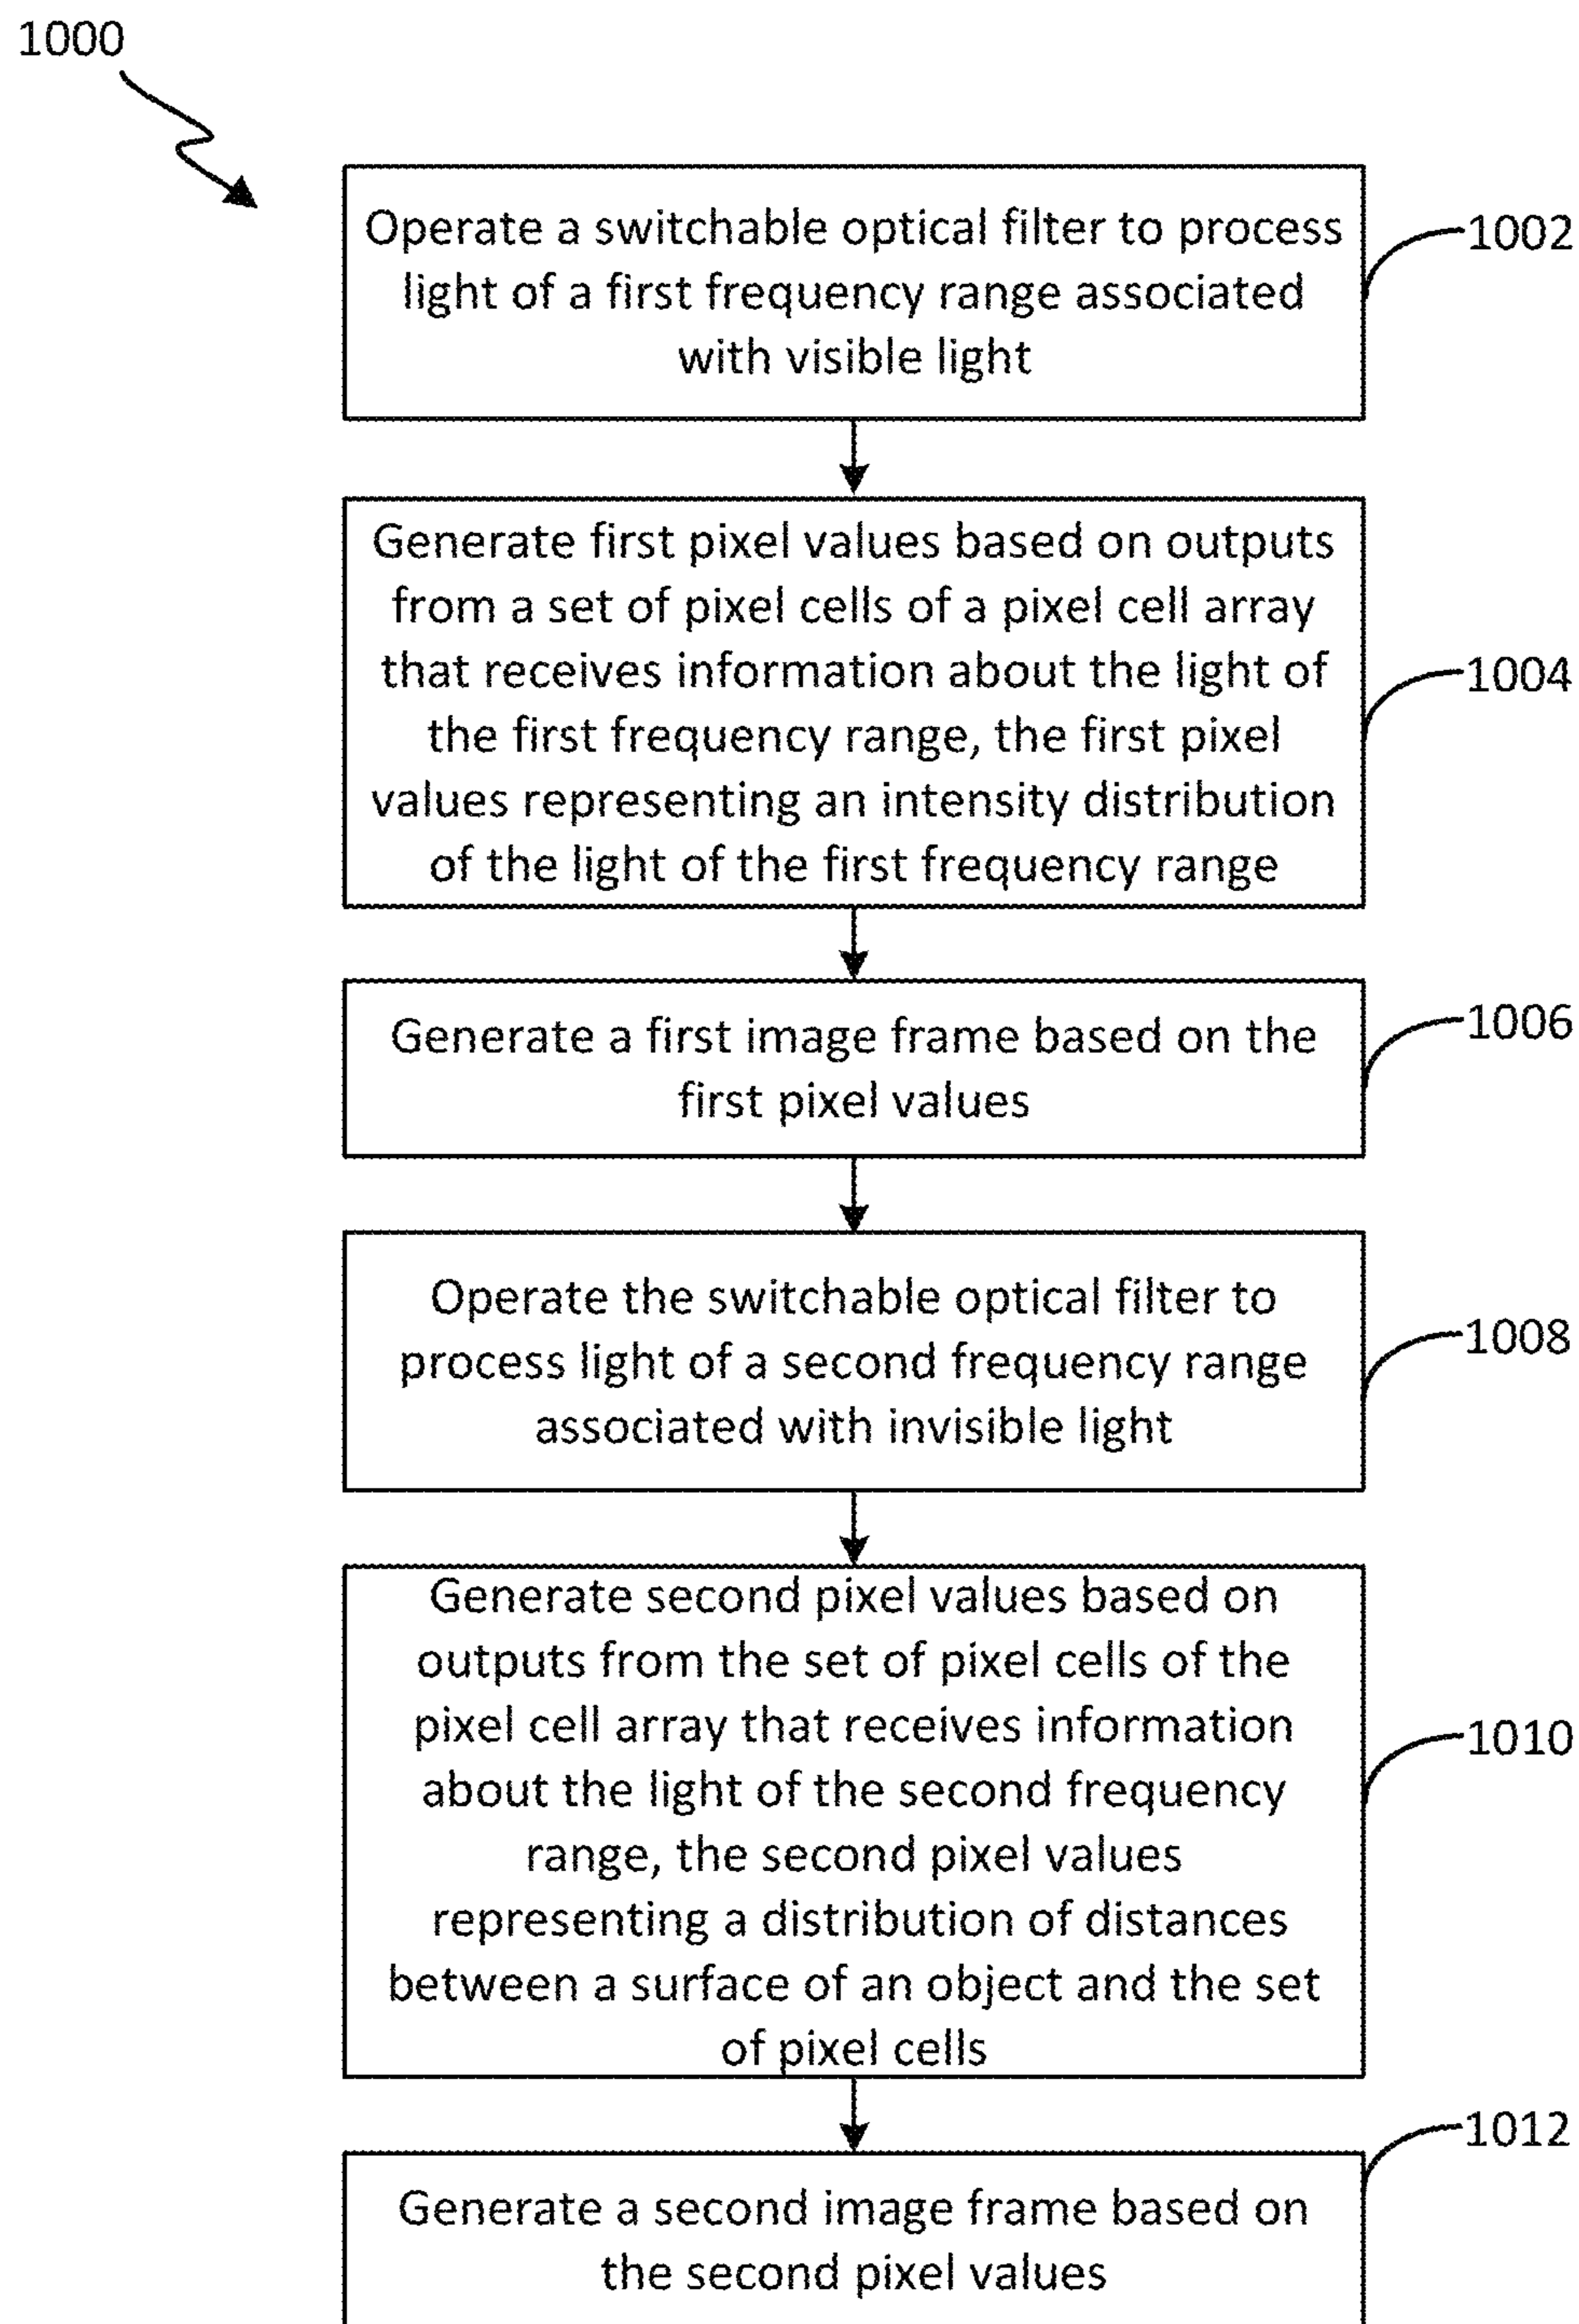 1000
Operate a switchable optical filter to process
light of a first frequency range associated
with visible light
1002
Generate first pixel values based on outputs
from a set of pixel cells of a pixel cell array
that receives information about the light of
the first frequency range, the first pixel
values representing an intensity distribution
of the light of the first frequency range
1004
Generate a first image frame based on the
first pixel values
1006
Operate the switchable optical filter to
process light of a second frequency range
associated with invisible light
1008
Generate second pixel values based on
outputs from the set of pixel cells of the
pixel cell array that receives information
about the light of the second frequency
range, the second pixel values
representing a distribution of distances
between a surface of an object and the set
of pixel cells
1010
Generate a second image frame based on
the second pixel values
1012